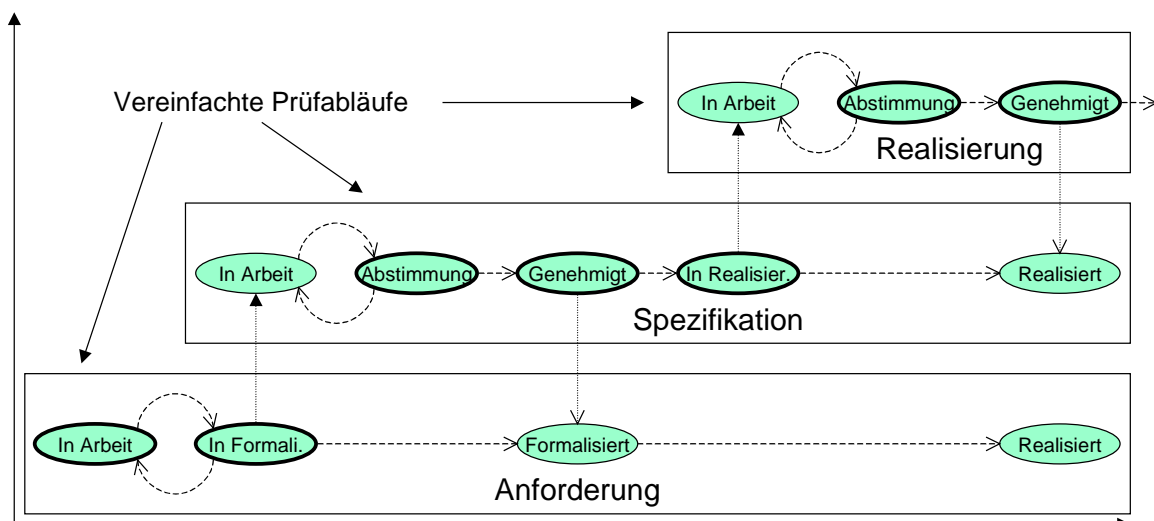 In Arbeit
Abstimmung
Genehmigt
Vereinfachte Prüfabläufe
Realisierung
In Arbeit
Abstimmung
Genehmigt
In Realisier.
Realisiert
Spezifikation
In Arbeit
In Formali.
Formalisiert
Realisiert
Anforderung